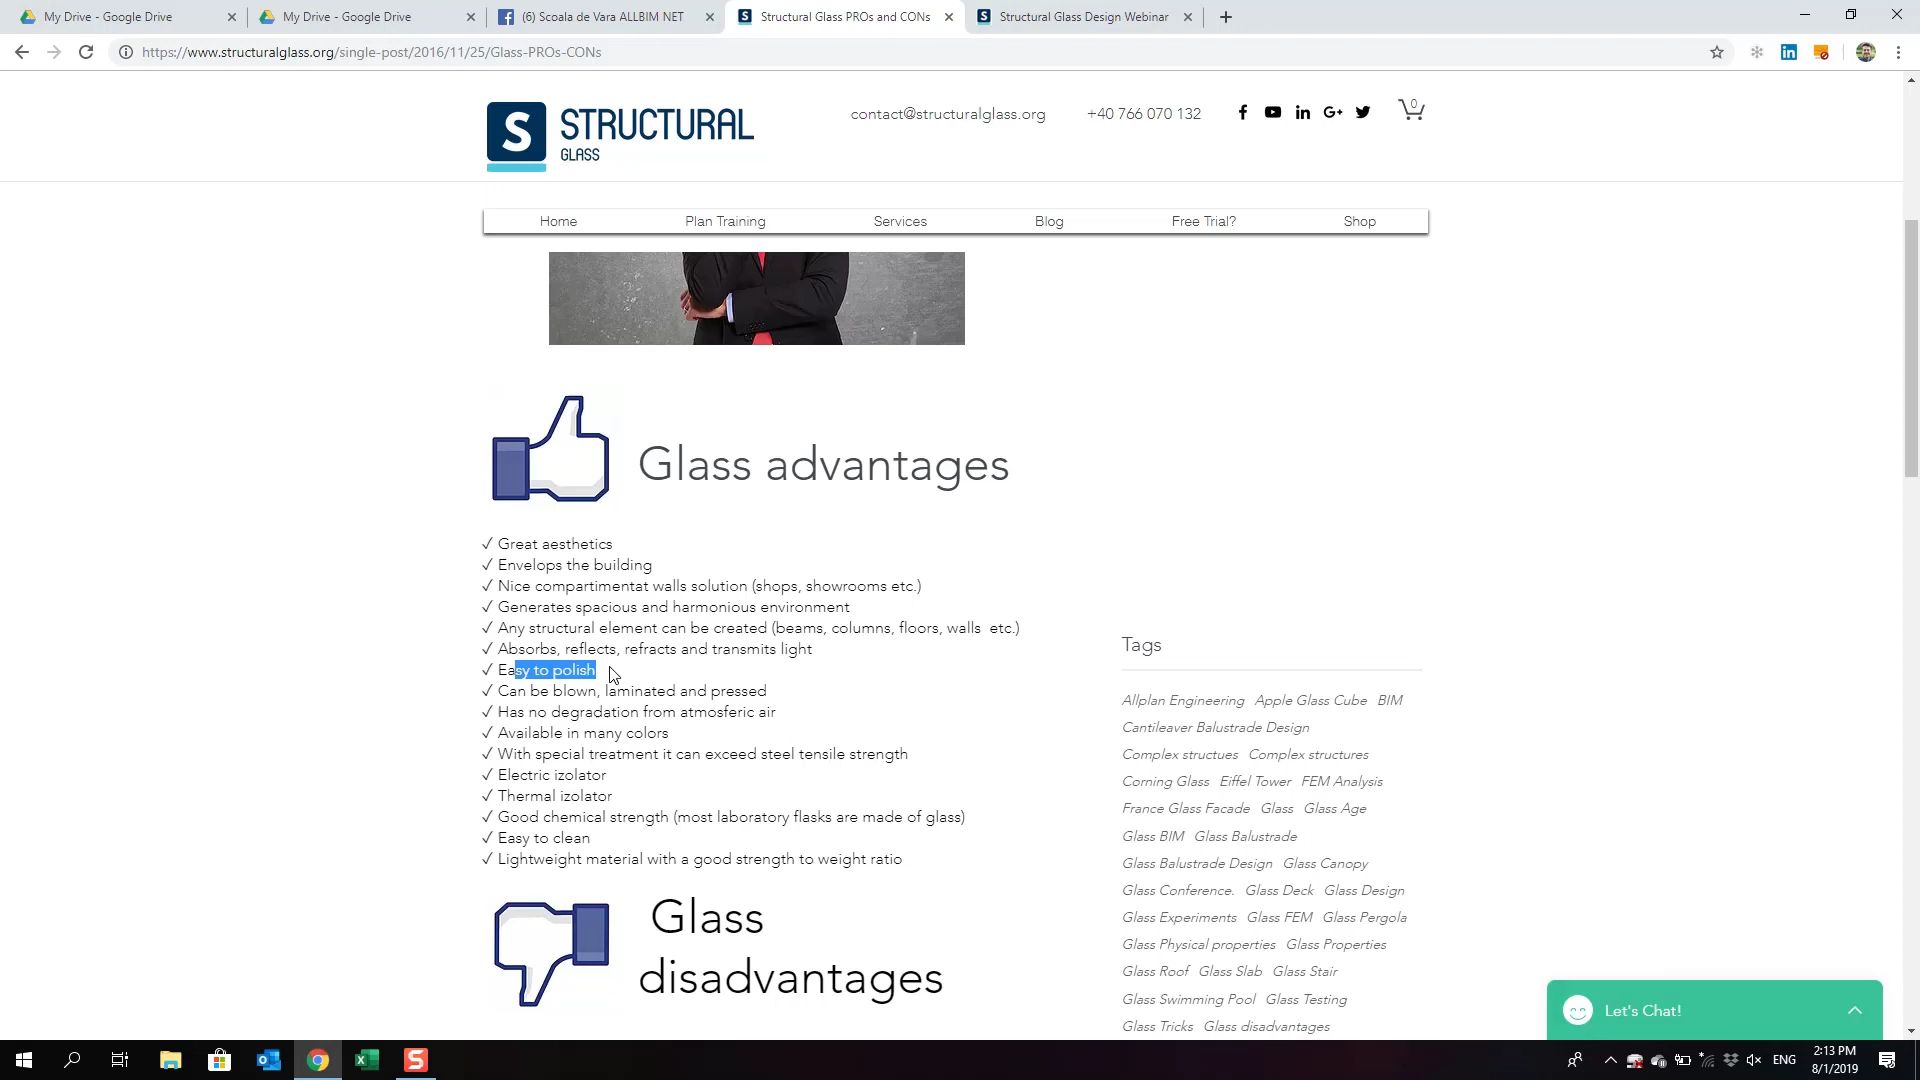 My Drive - Google Drive
My Drive - Google Drive
(6) Scoala de Vara ALLBIM NET
Structural Glass PROs and CONs
Structural Glass Design Webinar
https://www.structuralglass.org/single-post/2016/11/25/Glass-PROs-CONs
S STRUCTURAL
GLASS
contact@structuralglass.org
+40 766 070 132
0
Home
Plan Training
Services
Blog
Free Trial?
Shop
Glass advantages
✓ Great aesthetics
✓ Envelops the building
✓ Nice compartimentat walls solution (shops, showrooms etc.)
✓ Generates spacious and harmonious environment
✓ Any structural element can be created (beams, columns, floors, walls etc.)
✓ Absorbs, reflects, refracts and transmits light
✓ Easy to polish
✓ Can be blown, laminated and pressed
✓ Has no degradation from atmosferic air
✓ Available in many colors
✓ With special treatment it can exceed steel tensile strength
✓ Electric izolator
✓ Thermal izolator
✓ Good chemical strength (most laboratory flasks are made of glass)
✓ Easy to clean
✓ Lightweight material with a good strength to weight ratio
Glass
disadvantages
Tags
Allplan Engineering Apple Glass Cube BIM
Cantileaver Balustrade Design
Complex structues Complex structures
Corning Glass Eiffel Tower FEM Analysis
France Glass Facade Glass Glass Age
Glass BIM Glass Balustrade
Glass Balustrade Design Glass Canopy
Glass Conference. Glass Deck Glass Design
Glass Experiments Glass FEM Glass Pergola
Glass Physical properties Glass Properties
Glass Roof Glass Slab Glass Stair
Glass Swimming Pool Glass Testing
Glass Tricks Glass disadvantages
Let's Chat!
ENG
2:13 PM
8/1/2019